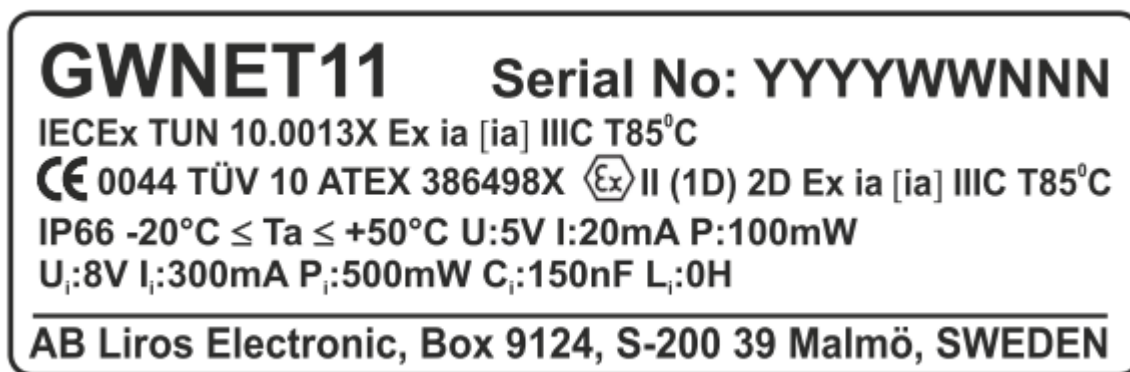 GWNET11 Serial No: YYYYWWNNN
IECEx TUN 10.0013X Ex ia [ia] IIIC T85⁰C
CE 0044 TÜV 10 ATEX 386498X Ex II (1D) 2D Ex ia [ia] IIIC T85⁰C
IP66 -20°C ≤ Ta ≤ +50°C U:5V I:20mA P:100mW
Uᵢ:8V Iᵢ:300mA Pᵢ:500mW Cᵢ:150nF Lᵢ:0H
AB Liros Electronic, Box 9124, S-200 39 Malmö, SWEDEN